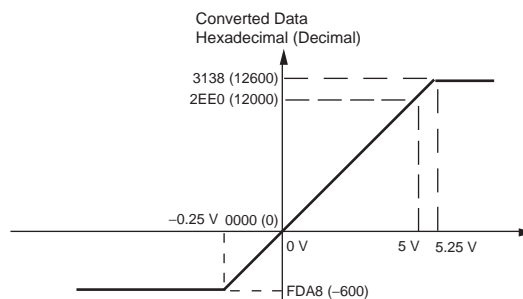 Converted Data
Hexadecimal (Decimal)
3138 (12600)
2EE0 (12000)
−0.25 V 0000 (0)
0 V 5 V 5.25 V
FDA8 (−600)